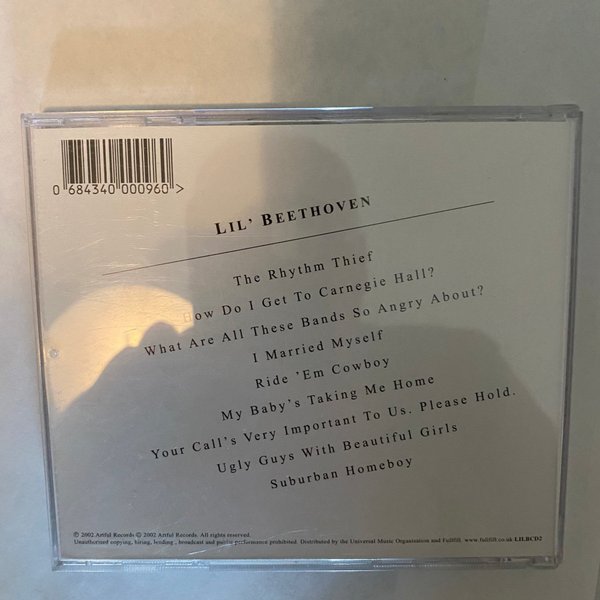 0 684340 000960 >
LIL' BEETHOVEN
The Rhythm Thief
How Do I Get To Carnegie Hall?
What Are All These Bands So Angry About?
I Married Myself
Ride 'Em Cowboy
My Baby's Taking Me Home
Your Call's Very Important To Us. Please Hold.
Ugly Guys With Beautiful Girls
Suburban Homeboy
℗ 2002 Artful Records © 2002 Artful Records. All rights reserved.
Unauthorised copying, hiring, lending, broadcast and public performance prohibited. Distributed by the Universal Music Organisation and Fullfill. www.fullfill.co.uk LILBCD2